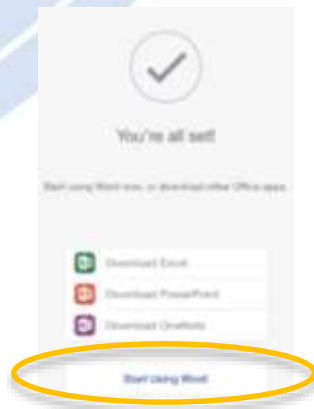 You're all set!
Start using Word now, or download other Office apps.
Download Excel
Download PowerPoint
Download OneNote
Start Using Word